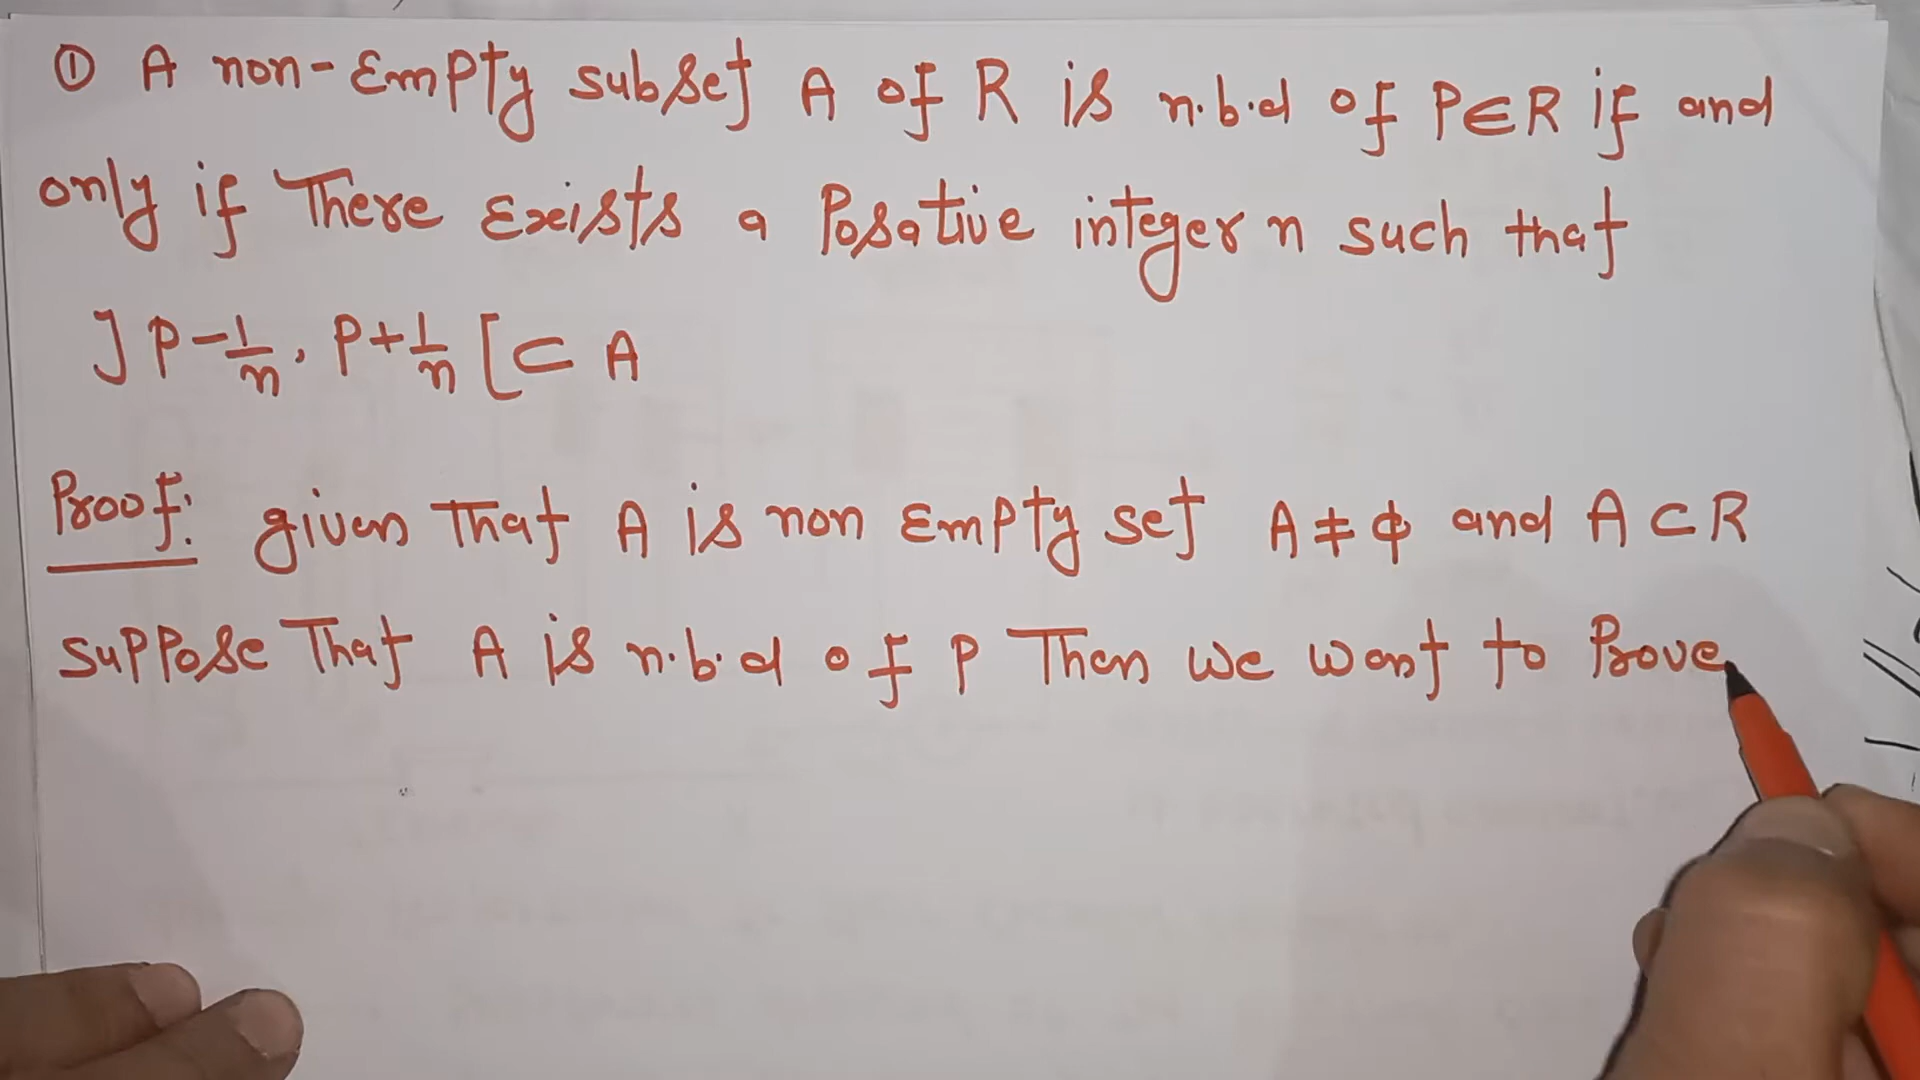 ① A non-Empty subset A of R is n.b.d of P∈R if and
only if There Exists a Posative integer n such that
]P-1/n, P+1/n[ ⊂ A
Proof: given That A is non Empty set A ≠ ϕ and A ⊂ R
suppose That A is n.b.d of P Then we want to Prove